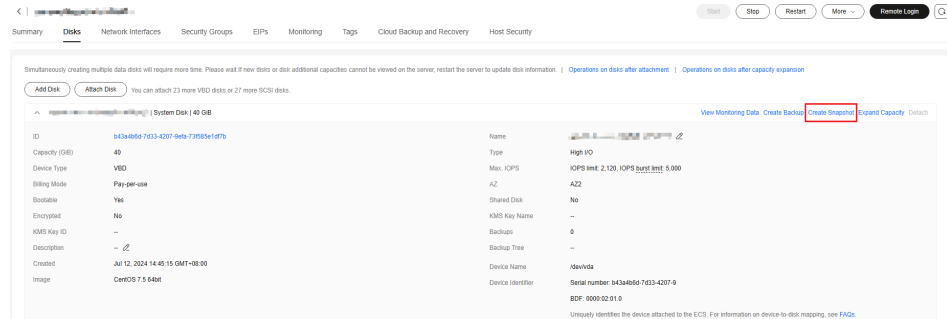 Start Stop Restart More Remote Login
Summary Disks Network Interfaces Security Groups EIPs Monitoring Tags Cloud Backup and Recovery Host Security
Simultaneously creating multiple data disks will require more time. Please wait.If new disks or disk additional capacities cannot be viewed on the server, restart the server to update disk information. | Operations on disks after attachment | Operations on disks after capacity expansion
Add Disk Attach Disk You can attach 23 more VBD disks or 27 more SCSI disks.
| System Disk | 40 GiB View Monitoring Data Create Backup Create Snapshot Expand Capacity Detach
ID b43a4b6d-7d33-4207-9efa-73f585e1df7b Name
Capacity (GiB) 40 Type High I/O
Device Type VBD Max. IOPS IOPS limit: 2,120, IOPS burst limit: 5,000
Billing Mode Pay-per-use AZ AZ2
Bootable Yes Shared Disk No
Encrypted No KMS Key Name --
KMS Key ID -- Backups 0
Description -- Backup Tree --
Created Jul 12, 2024 14:45:15 GMT+08:00 Device Name /dev/vda
Image CentOS 7.5 64bit Device Identifier Serial number: b43a4b6d-7d33-4207-9
BDF: 0000:02:01.0
Uniquely identifies the device attached to the ECS. For information on device-to-disk mapping, see FAQs.